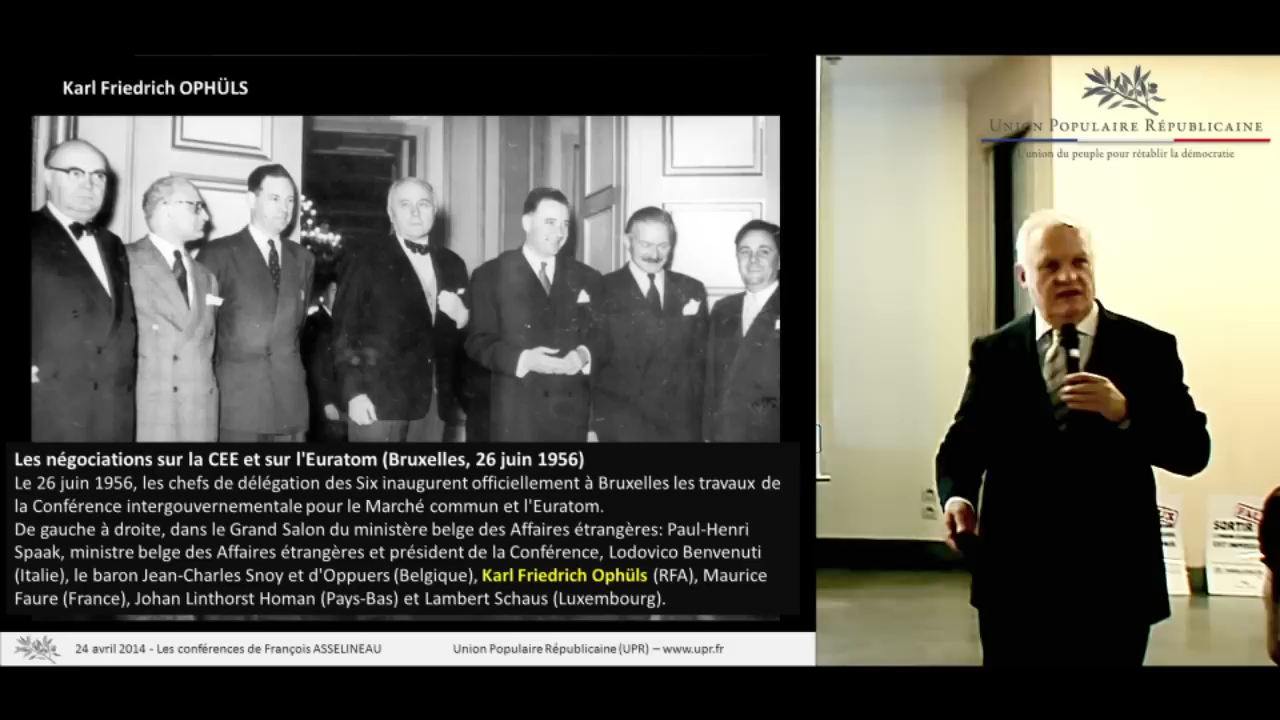 Karl Friedrich OPHÜLS
Les négociations sur la CEE et sur l'Euratom (Bruxelles, 26 juin 1956)
Le 26 juin 1956, les chefs de délégation des Six inaugurent officiellement à Bruxelles les travaux de
la Conférence intergouvernementale pour le Marché commun et l'Euratom.
De gauche à droite, dans le Grand Salon du ministère belge des Affaires étrangères: Paul-Henri
Spaak, ministre belge des Affaires étrangères et président de la Conférence, Lodovico Benvenuti
(Italie), le baron Jean-Charles Snoy et d'Oppuers (Belgique), Karl Friedrich Ophüls (RFA), Maurice
Faure (France), Johan Linthorst Homan (Pays-Bas) et Lambert Schaus (Luxembourg).
24 avril 2014 - Les conférences de François ASSELINEAU
Union Populaire Républicaine (UPR) – www.upr.fr
UNION POPULAIRE RÉPUBLICAINE
L'union du peuple pour rétablir la démocratie
SORTIR